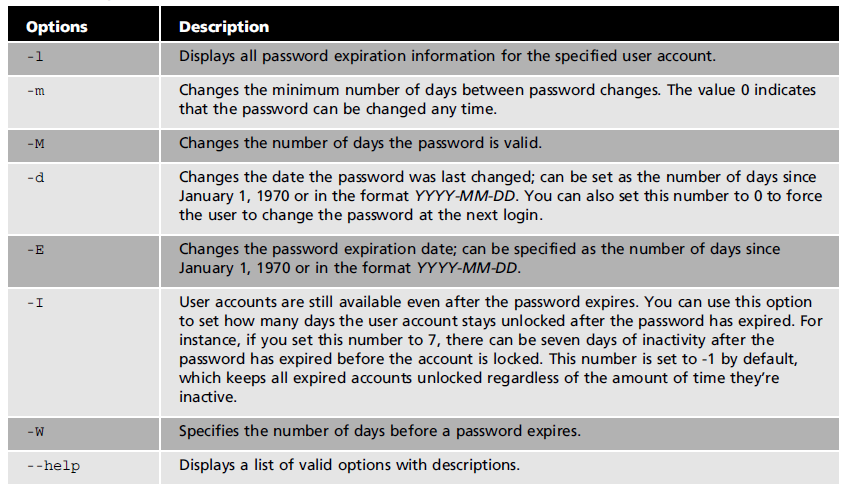 Options Description
-l Displays all password expiration information for the specified user account.
-m Changes the minimum number of days between password changes. The value 0 indicates
that the password can be changed any time.
-M Changes the number of days the password is valid.
-d Changes the date the password was last changed; can be set as the number of days since
January 1, 1970 or in the format YYYY-MM-DD. You can also set this number to 0 to force
the user to change the password at the next login.
-E Changes the password expiration date; can be specified as the number of days since
January 1, 1970 or in the format YYYY-MM-DD.
-I User accounts are still available even after the password expires. You can use this option
to set how many days the user account stays unlocked after the password has expired. For
instance, if you set this number to 7, there can be seven days of inactivity after the
password has expired before the account is locked. This number is set to -1 by default,
which keeps all expired accounts unlocked regardless of the amount of time they're
inactive.
-W Specifies the number of days before a password expires.
--help Displays a list of valid options with descriptions.